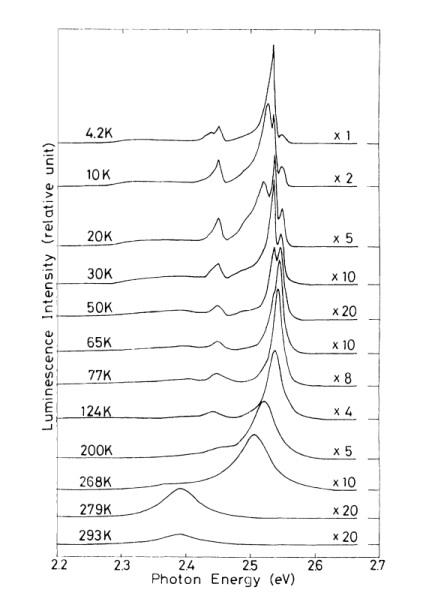 4.2K x 1
10K x 2
20K x 5
30K x 10
50K x 20
65K x 10
77K x 8
124K x 4
200K x 5
268K x 10
279K x 20
293K x 20
2.2 2.3 2.4 2.5 2.6 2.7
Photon Energy (eV)
Luminescence Intensity (relative unit)